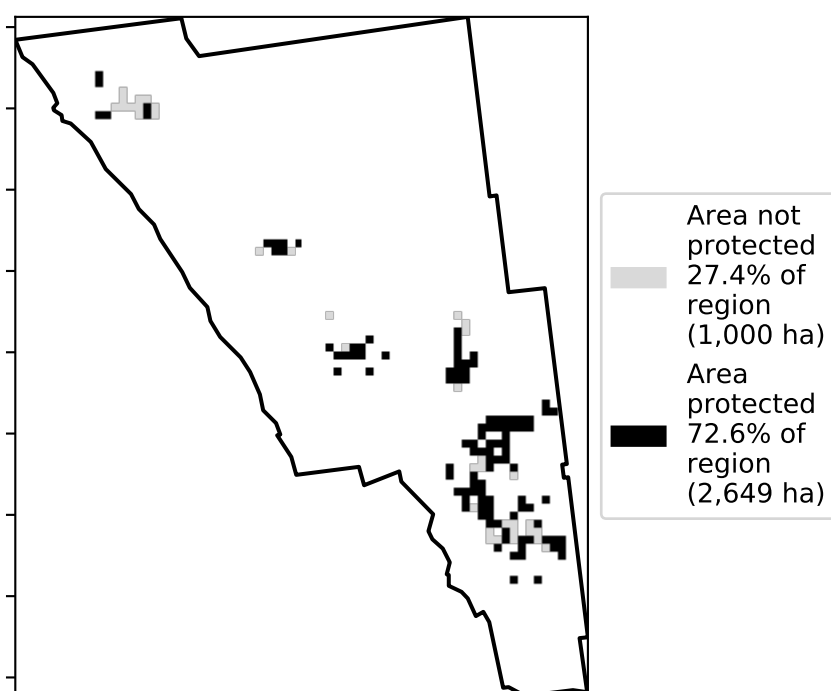 Area not
protected
27.4% of
region
(1,000 ha)
Area
protected
72.6% of
region
(2,649 ha)